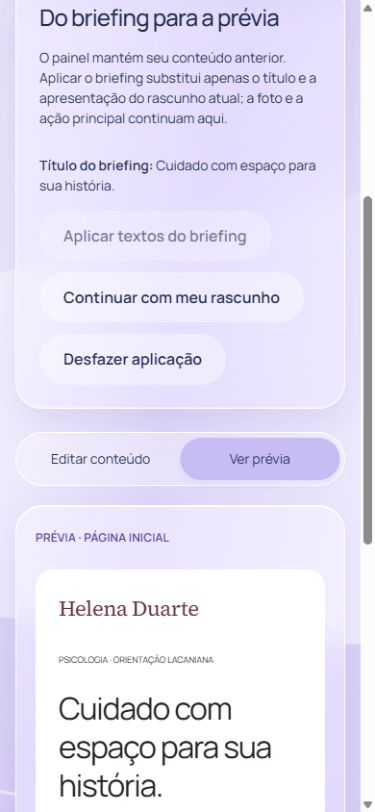 Do briefing para a prévia
O painel mantém seu conteúdo anterior.
Aplicar o briefing substitui apenas o título e a
apresentação do rascunho atual; a foto e a
ação principal continuam aqui.
Título do briefing: Cuidado com espaço para
sua história.
Aplicar textos do briefing
Continuar com meu rascunho
Desfazer aplicação
Editar conteúdo
Ver prévia
PRÉVIA · PÁGINA INICIAL
Helena Duarte
PSICOLOGIA · ORIENTAÇÃO LACANIANA
Cuidado com
espaço para sua
história.